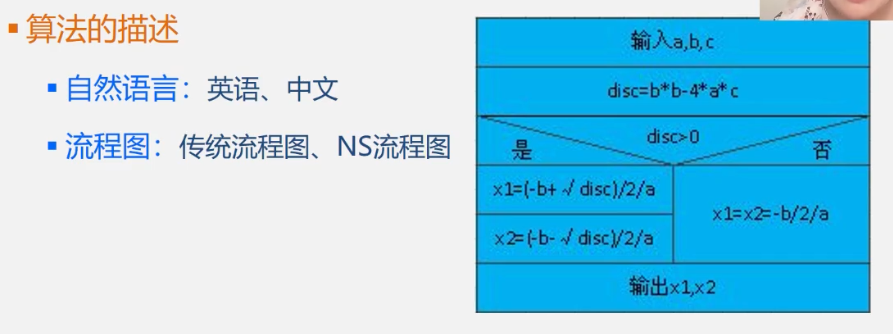 算法的描述
自然语言：英语、中文
流程图：传统流程图、NS流程图
输入a,b,c
disc=b*b-4*a*c
disc>0
是
否
x1=(-b+√disc)/2/a
x2=(-b-√disc)/2/a
x1=x2=-b/2/a
输出x1,x2